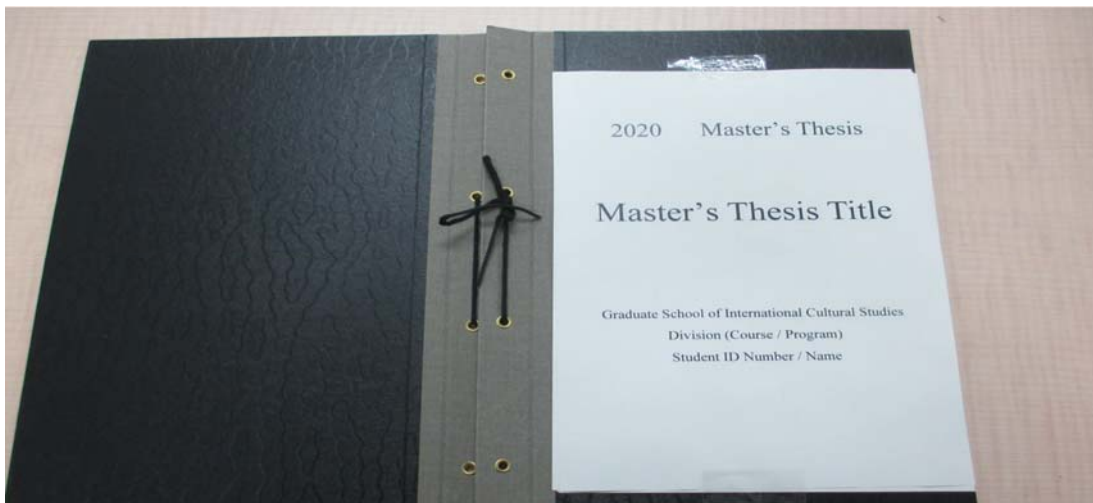 2020 Master's Thesis
Master's Thesis Title
Graduate School of International Cultural Studies
Division (Course / Program)
Student ID Number / Name